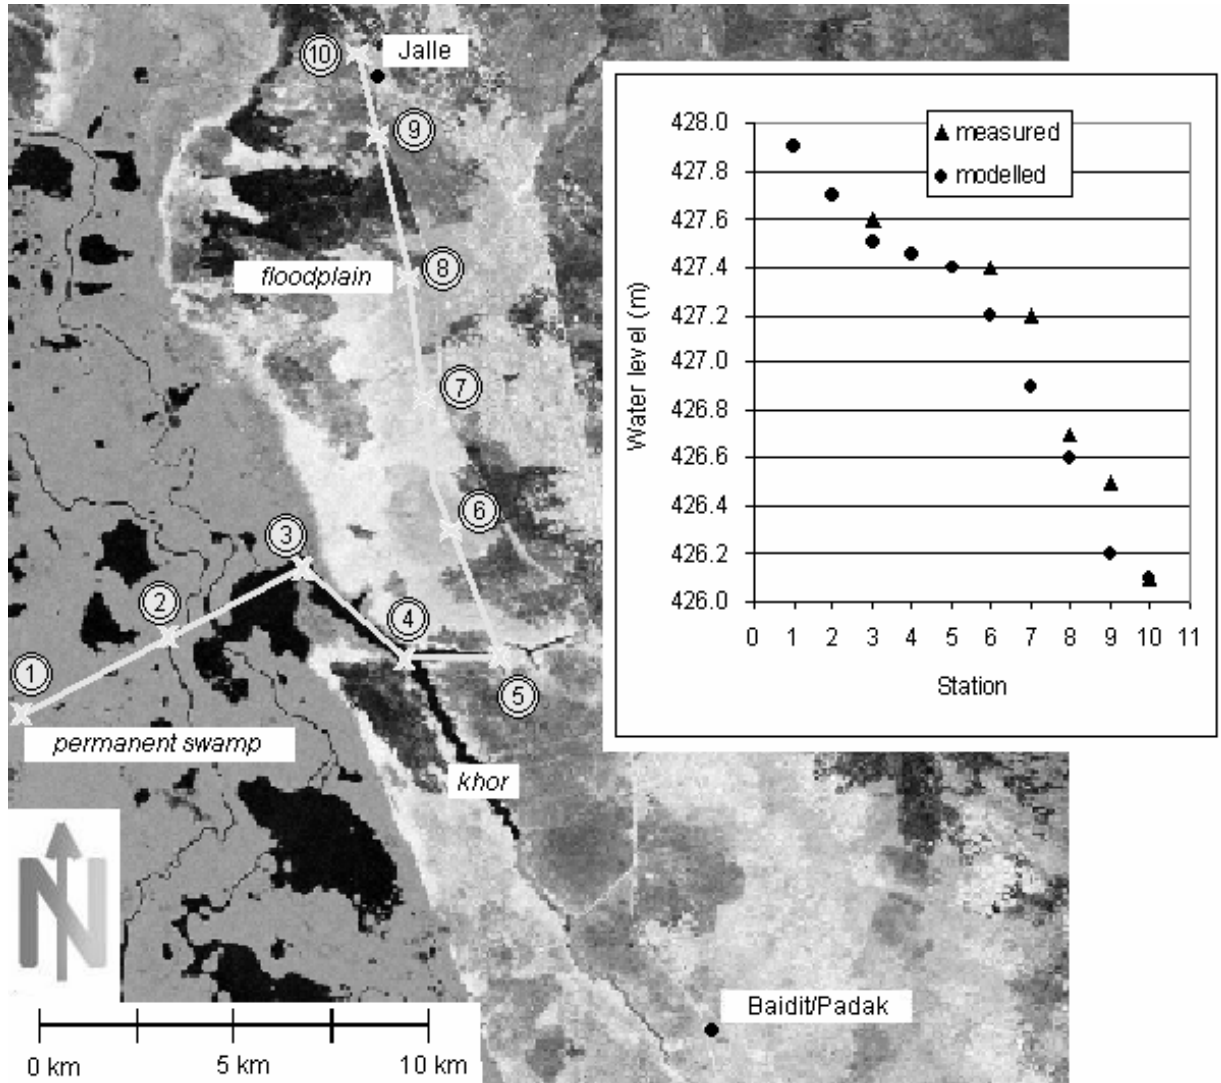 10
Jalle
9
floodplain
8
7
6
3
2
4
1
5
permanent swamp
khor
N
Baidit/Padak
0 km
5 km
10 km
measured
modelled
428.0
427.8
427.6
427.4
427.2
427.0
426.8
426.6
426.4
426.2
426.0
Water level (m)
0 1 2 3 4 5 6 7 8 9 10 11
Station